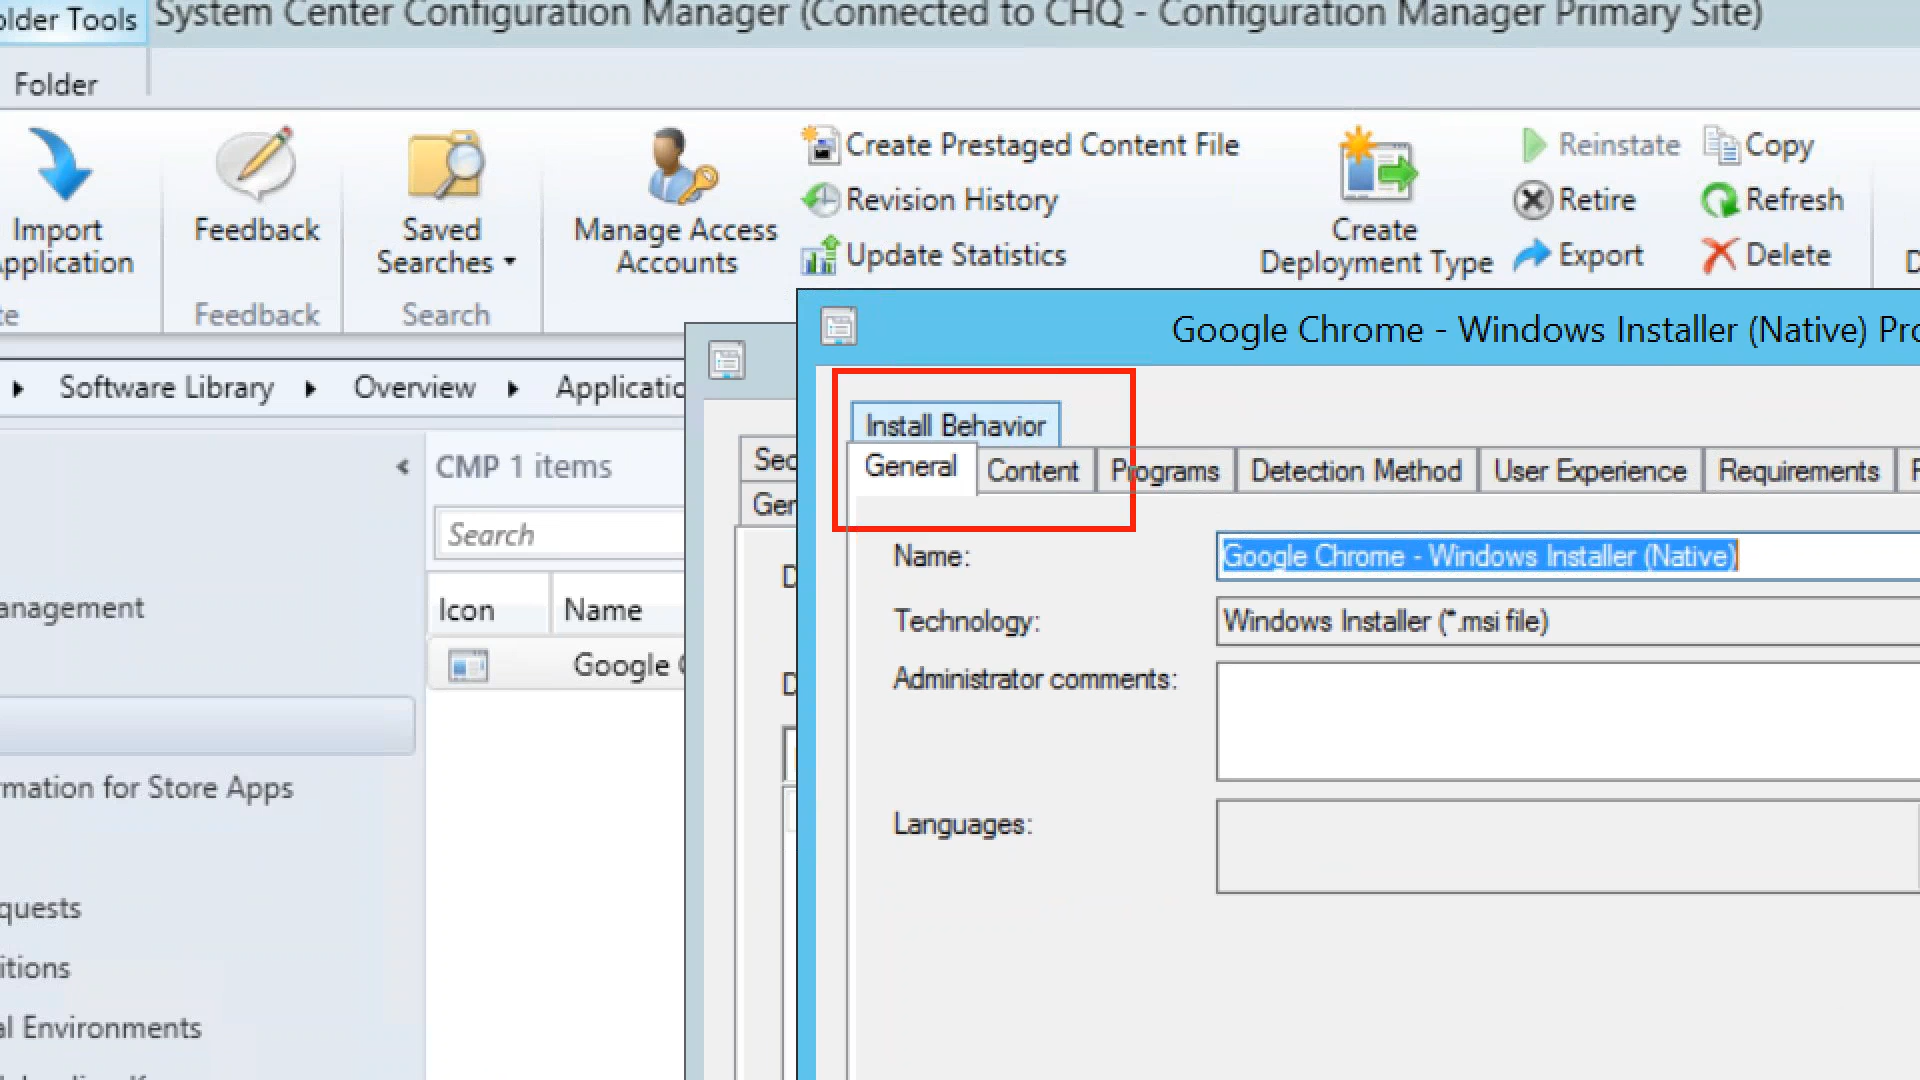 older Tools
System Center Configuration Manager (Connected to CHQ - Configuration Manager Primary Site)
Folder
Import
Application
Feedback
Feedback
Saved
Searches
Search
Manage Access
Accounts
Create Prestaged Content File
Revision History
Update Statistics
Create
Deployment Type
Reinstate
Retire
Export
Copy
Refresh
Delete
Google Chrome - Windows Installer (Native) Pro
Software Library
Overview
Applicatio
Install Behavior
General
Content
Programs
Detection Method
User Experience
Requirements
Sec
Gen
CMP 1 items
Search
Icon
Name
Google C
anagement
rmation for Store Apps
quests
itions
al Environments
Name:
Google Chrome - Windows Installer (Native)
Technology:
Windows Installer (*.msi file)
Administrator comments:
Languages: